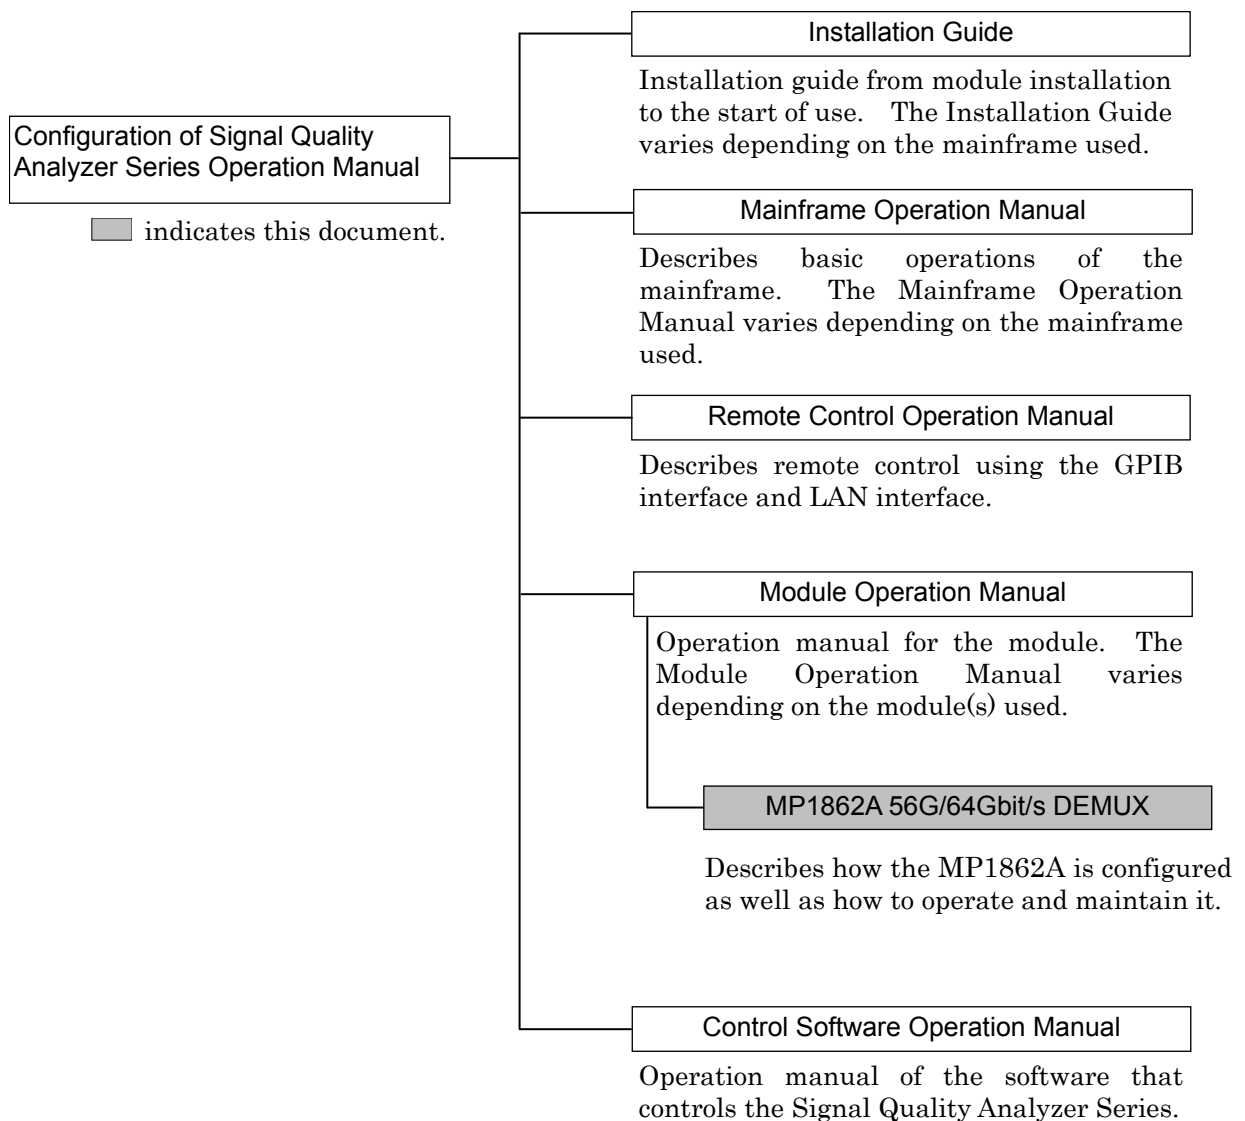 Installation Guide
Installation guide from module installation
to the start of use. The Installation Guide
varies depending on the mainframe used.
Configuration of Signal Quality
Analyzer Series Operation Manual
indicates this document.
Mainframe Operation Manual
Describes basic operations of the
mainframe. The Mainframe Operation
Manual varies depending on the mainframe
used.
Remote Control Operation Manual
Describes remote control using the GPIB
interface and LAN interface.
Module Operation Manual
Operation manual for the module. The
Module Operation Manual varies
depending on the module(s) used.
MP1862A 56G/64Gbit/s DEMUX
Describes how the MP1862A is configured
as well as how to operate and maintain it.
Control Software Operation Manual
Operation manual of the software that
controls the Signal Quality Analyzer Series.